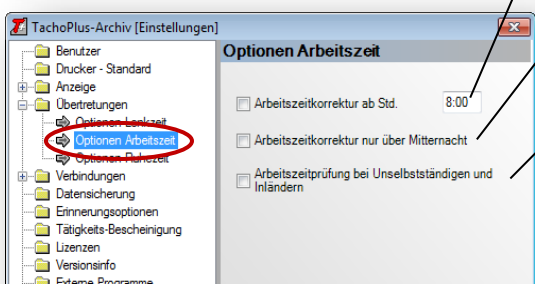 TachoPlus-Archiv [Einstellungen]
Benutzer
Drucker - Standard
Anzeige
Übertretungen
Optionen Lenkzeit
Optionen Arbeitszeit
Optionen Ruhezeit
Verbindungen
Datensicherung
Erinnerungsoptionen
Tätigkeits-Bescheinigung
Lizenzen
Versionsinfo
Externe Programme
Optionen Arbeitszeit
Arbeitszeitkorrektur ab Std. 8:00
Arbeitszeitkorrektur nur über Mitternacht
Arbeitszeitprüfung bei Unselbstständigen und
Inländern